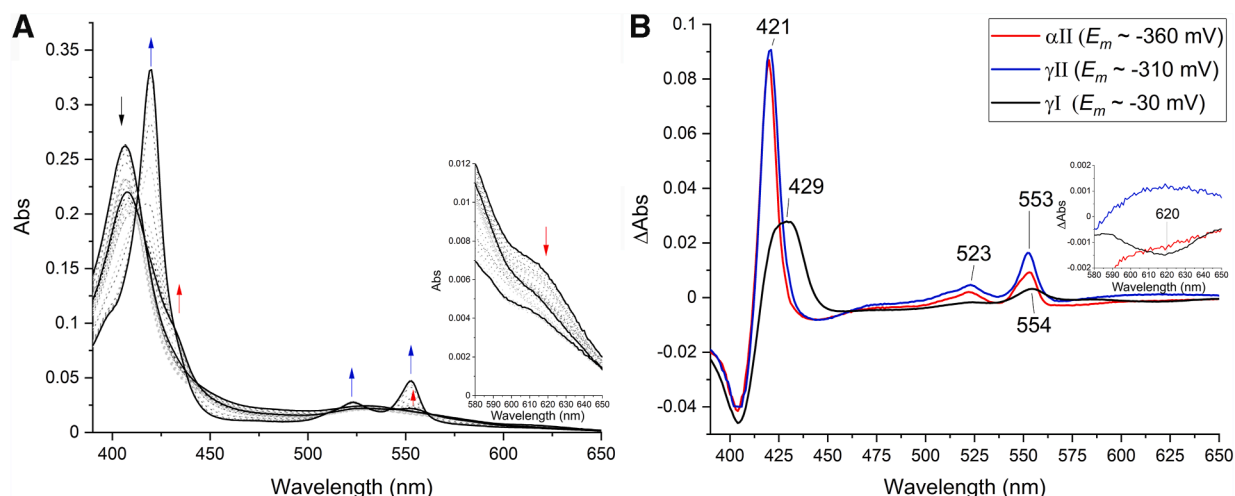 A
Abs
0.35
0.3
0.25
0.2
0.15
0.1
0.05
0
400
450
500
550
600
650
Wavelength (nm)
0.012
0.010
0.008
0.006
0.004
0.002
0
Abs
580 590 600 610 620 630 640 650
Wavelength (nm)
B
ΔAbs
0.1
0.08
0.06
0.04
0.02
0
-0.02
-0.04
400 425 450 475 500 525 550 575 600 625 650
Wavelength (nm)
421
429
523
553
554
αII (Em ~ -360 mV)
γII (Em ~ -310 mV)
γI (Em ~ -30 mV)
0.002
0.001
0
-0.001
-0.002
ΔAbs
620
580 590 600 610 620 630 640 650
Wavelength (nm)